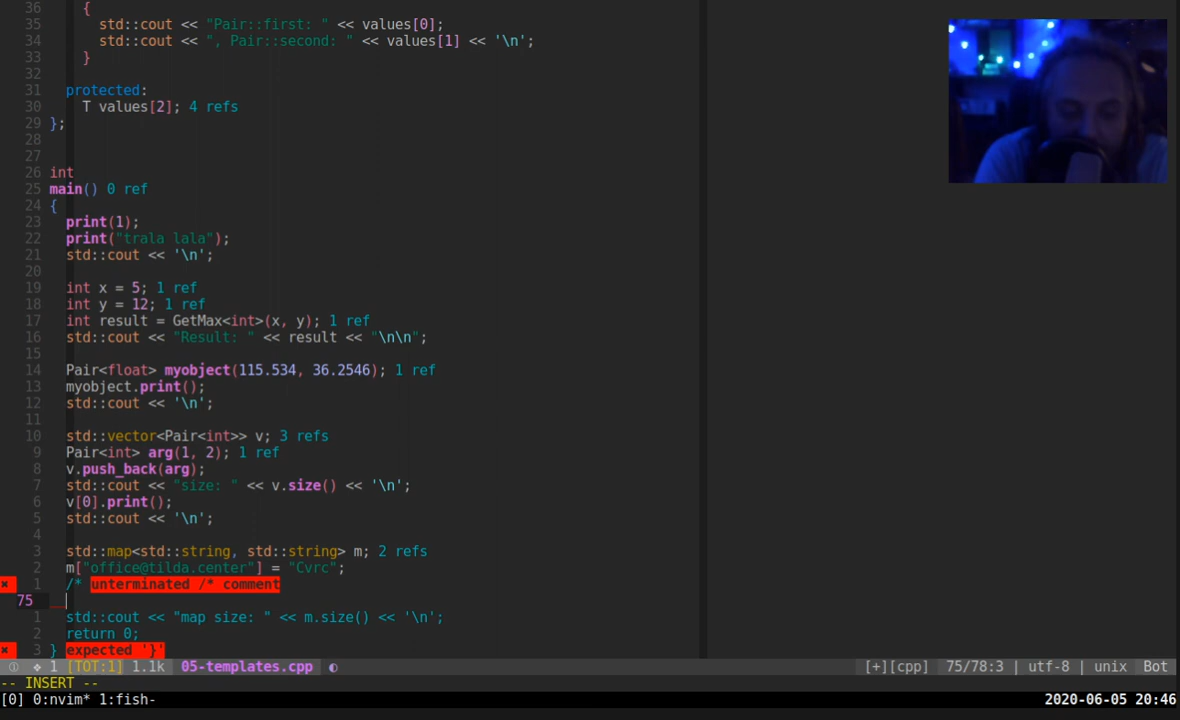 36 {
35 std::cout << "Pair::first: " << values[0];
34 std::cout << ", Pair::second: " << values[1] << '\n';
33 }
32
31 protected:
30 T values[2]; 4 refs
29 };
28
27
26 int
25 main() 0 ref
24 {
23 print(1);
22 print("trala lala");
21 std::cout << '\n';
20
19 int x = 5; 1 ref
18 int y = 12; 1 ref
17 int result = GetMax<int>(x, y); 1 ref
16 std::cout << "Result: " << result << "\n\n";
15
14 Pair<float> myobject(115.534, 36.2546); 1 ref
13 myobject.print();
12 std::cout << '\n';
11
10 std::vector<Pair<int>> v; 3 refs
9 Pair<int> arg(1, 2); 1 ref
8 v.push_back(arg);
7 std::cout << "size: " << v.size() << '\n';
6 v[0].print();
5 std::cout << '\n';
4
3 std::map<std::string, std::string> m; 2 refs
2 m["office@tilda.center"] = "Cvrc";
✖ 1 /* unterminated /* comment
75
1 std::cout << "map size: " << m.size() << '\n';
2 return 0;
✖ 3 } expected '}'
1 [TOT:1] 1.1k 05-templates.cpp [+][cpp] 75/78:3 | utf-8 | unix Bot
-- INSERT --
[0] 0:nvim* 1:fish- 2020-06-05 20:46